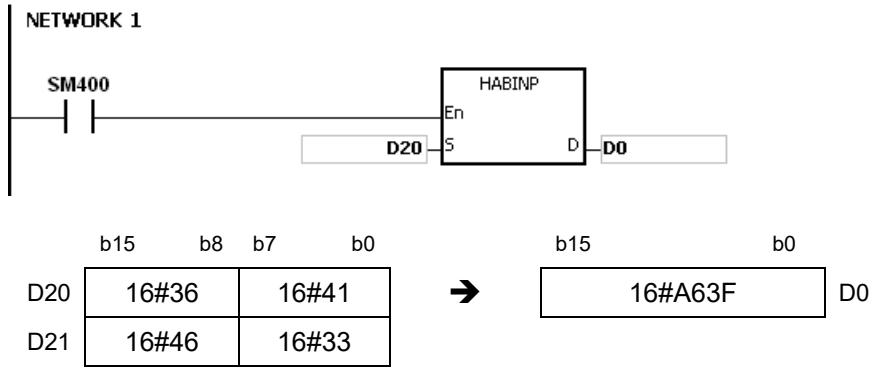 NETWORK 1
SM400
HABINP
En
D20 S D D0
b15 b8 b7 b0 b15 b0
D20 16#36 16#41 ➔ 16#A63F D0
D21 16#46 16#33